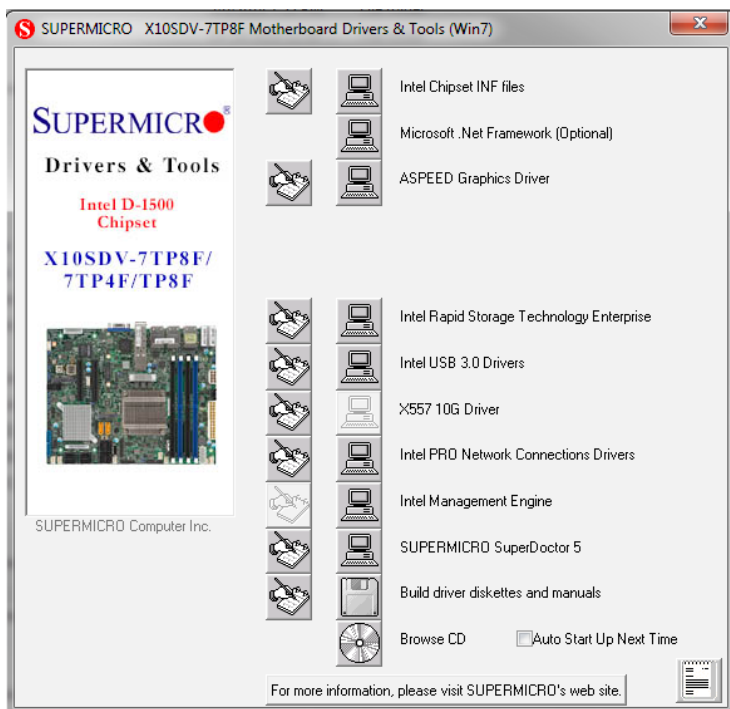 SUPERMICRO X10SDV-7TP8F Motherboard Drivers & Tools (Win7)
SUPERMICRO®
Drivers & Tools
Intel D-1500
Chipset
X10SDV-7TP8F/
7TP4F/TP8F
SUPERMICRO Computer Inc.
Intel Chipset INF files
Microsoft .Net Framework (Optional)
ASPEED Graphics Driver
Intel Rapid Storage Technology Enterprise
Intel USB 3.0 Drivers
X557 10G Driver
Intel PRO Network Connections Drivers
Intel Management Engine
SUPERMICRO SuperDoctor 5
Build driver diskettes and manuals
Browse CD
Auto Start Up Next Time
For more information, please visit SUPERMICRO's web site.